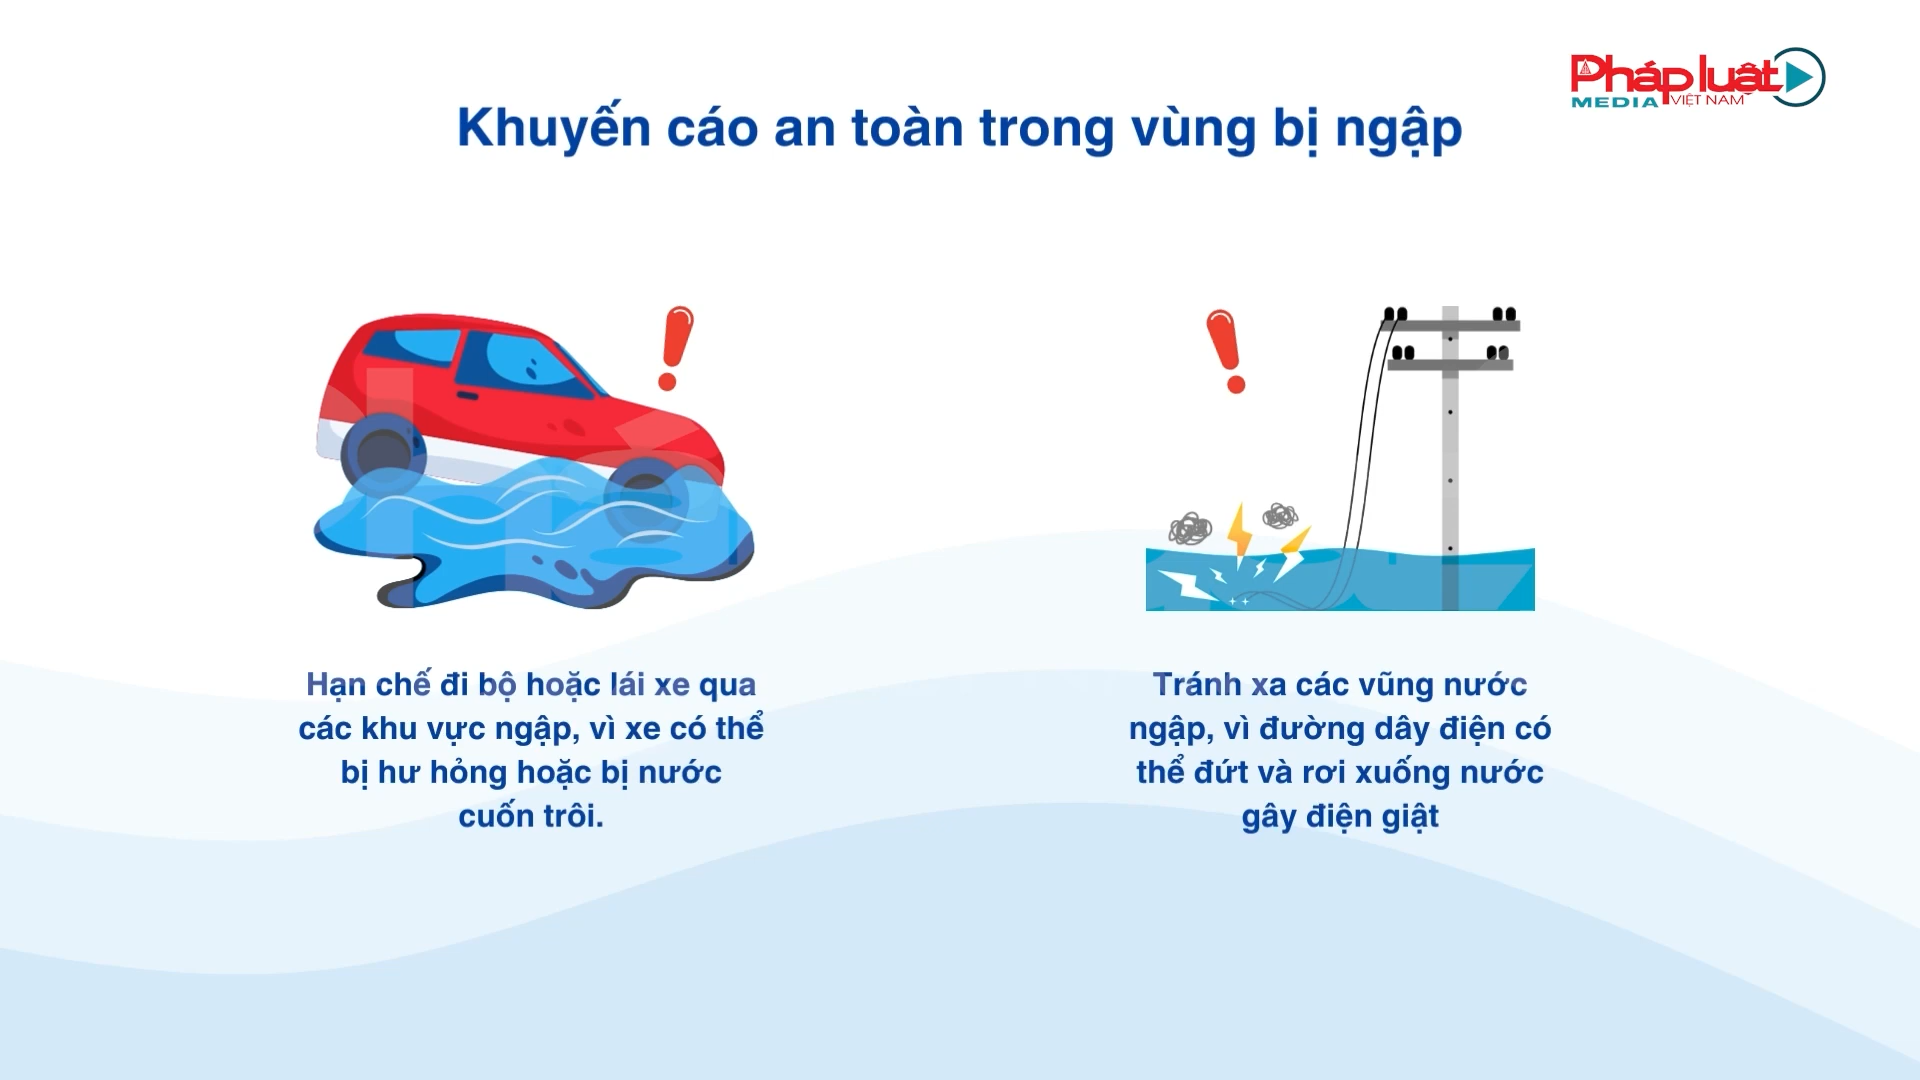 Pháp luật
MEDIA VIỆT NAM
Khuyến cáo an toàn trong vùng bị ngập
Hạn chế đi bộ hoặc lái xe qua
các khu vực ngập, vì xe có thể
bị hư hỏng hoặc bị nước
cuốn trôi.
Tránh xa các vũng nước
ngập, vì đường dây điện có
thể đứt và rơi xuống nước
gây điện giật